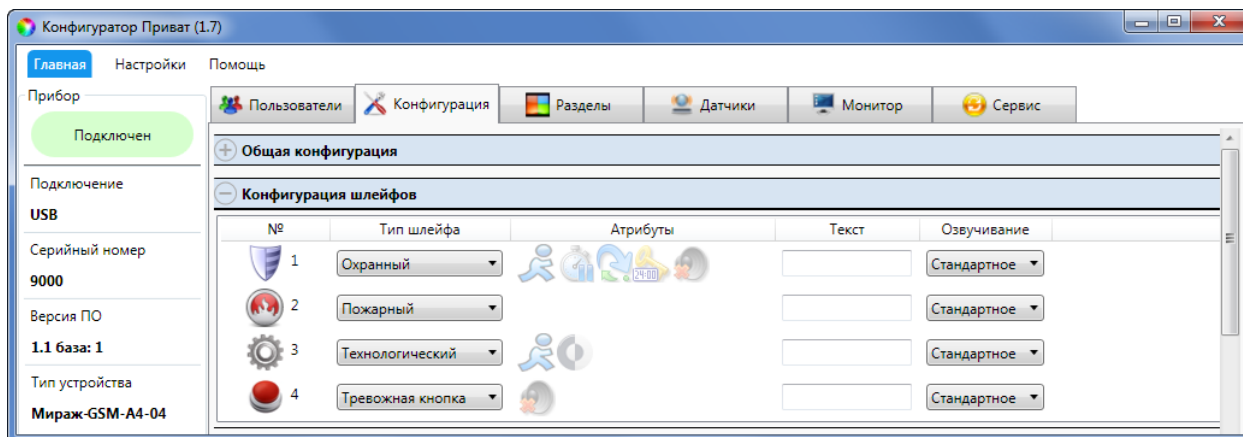 Конфигуратор Приват (1.7)
Главная Настройки Помощь
Прибор
Подключен
Подключение
USB
Серийный номер
9000
Версия ПО
1.1 база: 1
Тип устройства
Мираж-GSM-A4-04
Пользователи Конфигурация Разделы Датчики Монитор Сервис
Общая конфигурация
Конфигурация шлейфов
№ Тип шлейфа Атрибуты Текст Озвучивание
1 Охранный 24:00 Стандартное
2 Пожарный Стандартное
3 Технологический Стандартное
4 Тревожная кнопка Стандартное